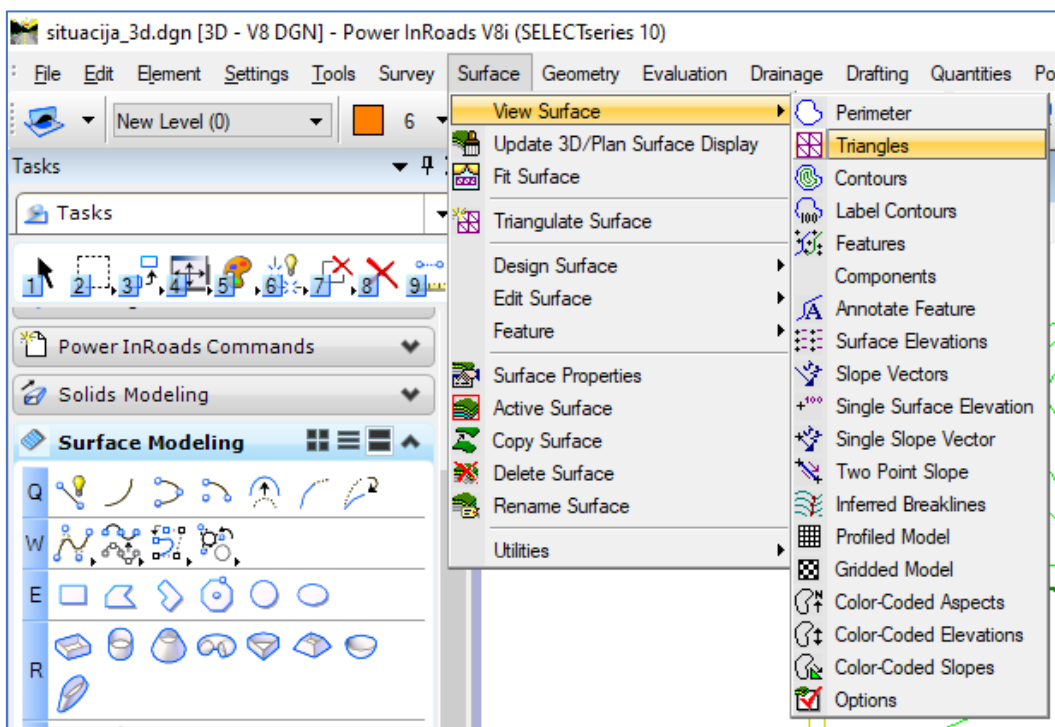 situacija_3d.dgn [3D - V8 DGN] - Power InRoads V8i (SELECTseries 10)
File Edit Element Settings Tools Survey Surface Geometry Evaluation Drainage Drafting Quantities Po
New Level (0) 6
Tasks
Tasks
1 2 3 4 5 6 7 8 9
Power InRoads Commands
Solids Modeling
Surface Modeling
Q
W
E
R
View Surface
Update 3D/Plan Surface Display
Fit Surface
Triangulate Surface
Design Surface
Edit Surface
Feature
Surface Properties
Active Surface
Copy Surface
Delete Surface
Rename Surface
Utilities
Perimeter
Triangles
Contours
Label Contours
Features
Components
Annotate Feature
Surface Elevations
Slope Vectors
Single Surface Elevation
Single Slope Vector
Two Point Slope
Inferred Breaklines
Profiled Model
Gridded Model
Color-Coded Aspects
Color-Coded Elevations
Color-Coded Slopes
Options